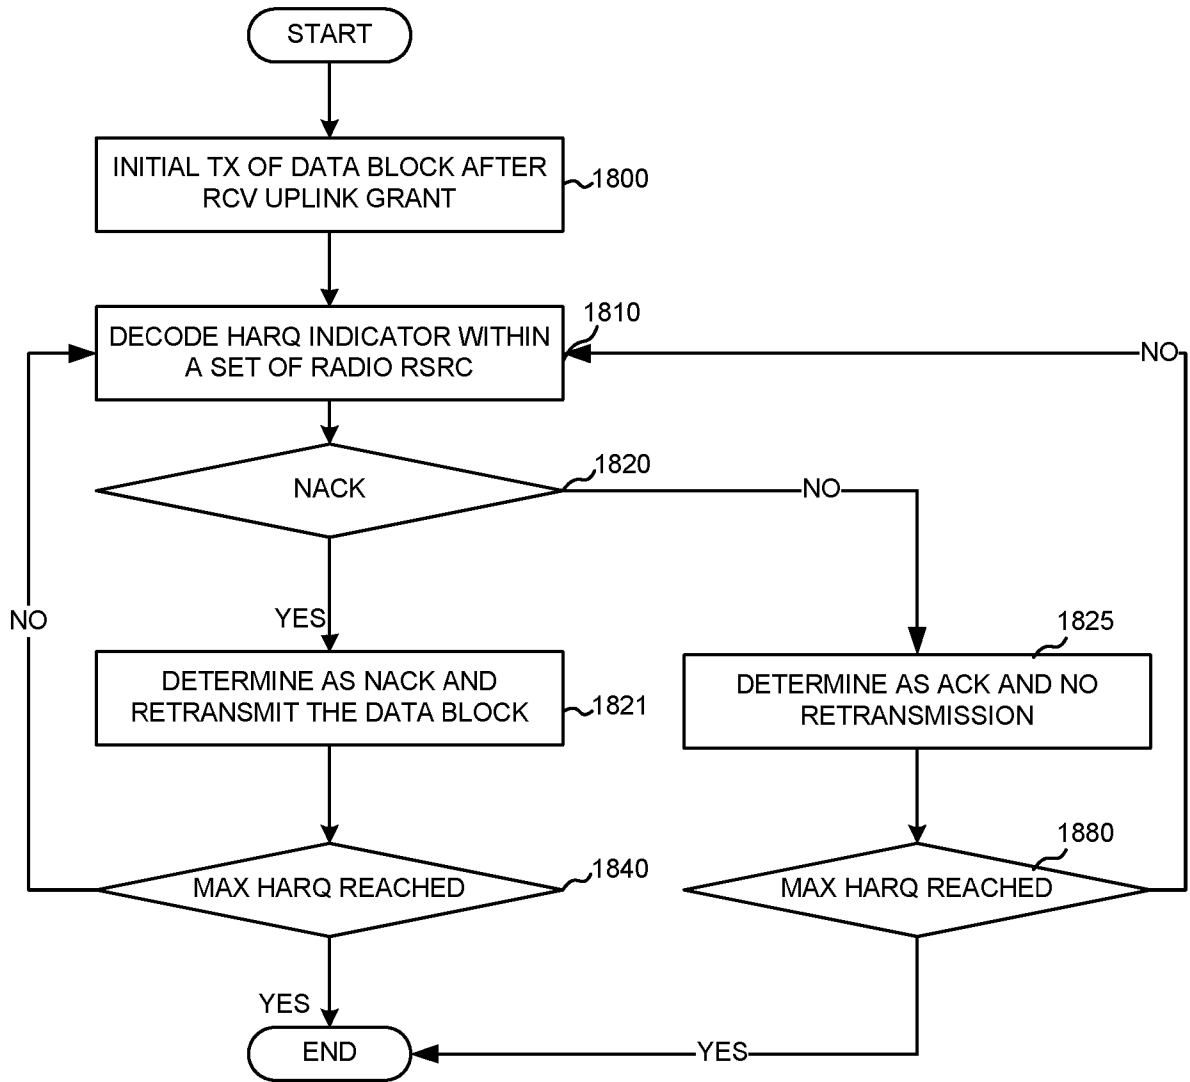 START
INITIAL TX OF DATA BLOCK AFTER
RCV UPLINK GRANT
1800
DECODE HARQ INDICATOR WITHIN
A SET OF RADIO RSRC
1810
NO
NACK
1820
NO
NO
YES
DETERMINE AS NACK AND
RETRANSMIT THE DATA BLOCK
1821
1825
DETERMINE AS ACK AND NO
RETRANSMISSION
MAX HARQ REACHED
1840
MAX HARQ REACHED
1880
YES
END
YES